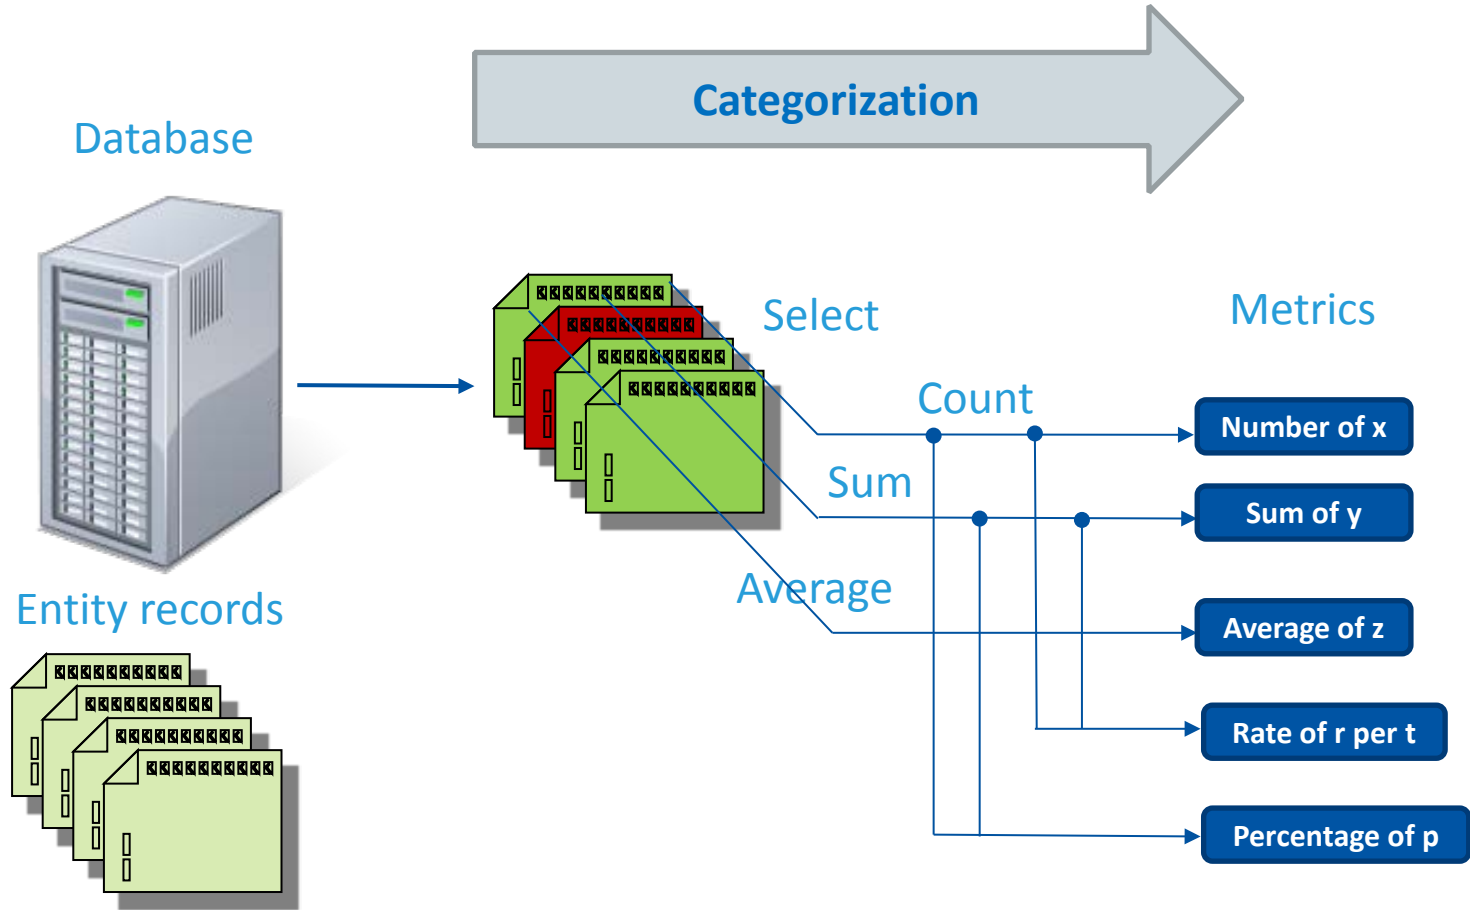 Categorization
Database
Select
Metrics
Count
Number of x
Sum
Sum of y
Average
Entity records
Average of z
Rate of r per t
Percentage of p